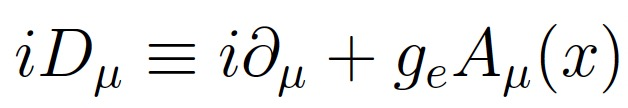 iD_μ ≡ i∂_μ + g_e A_μ(x)